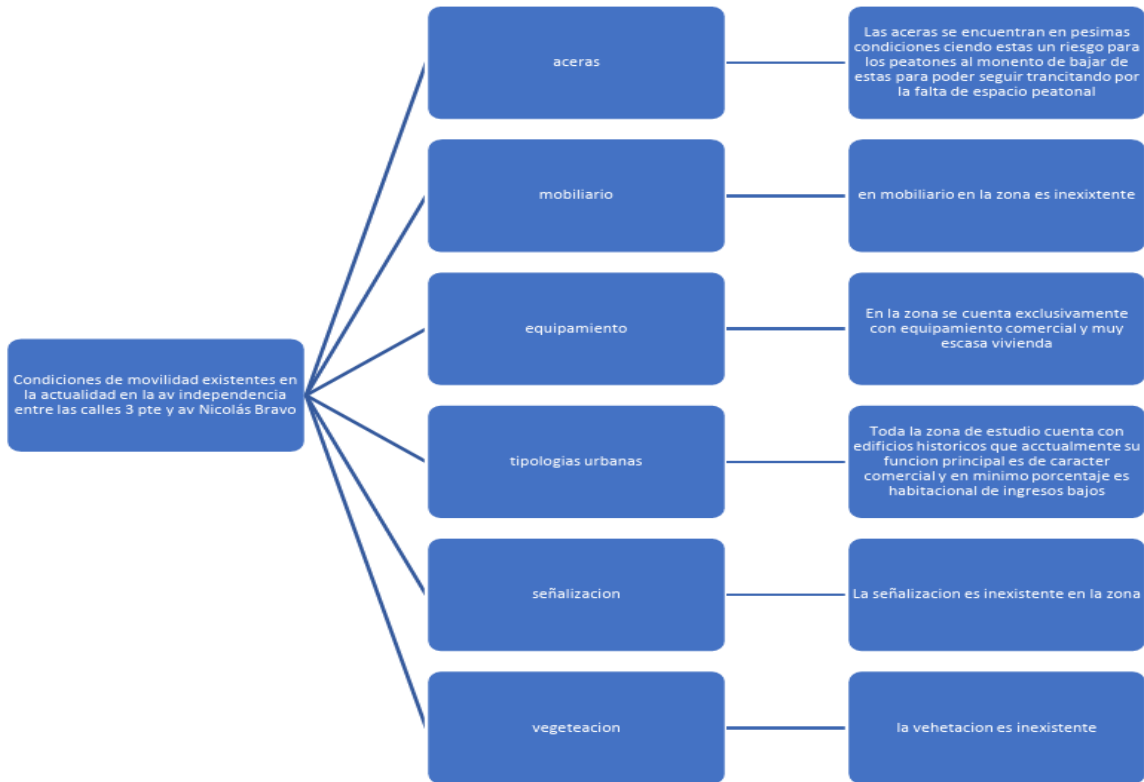 Condiciones de movilidad existentes en
la actualidad en la av independencia
entre las calles 3 pte y av Nicolás Bravo
aceras
Las aceras se encuentran en pesimas
condiciones ciendo estas un riesgo para
los peatones al monento de bajar de
estas para poder seguir trancitando por
la falta de espacio peatonal
mobiliario
en mobiliario en la zona es inexixtente
equipamiento
En la zona se cuenta exclusivamente
con equipamiento comercial y muy
escasa vivienda
tipologias urbanas
Toda la zona de estudio cuenta con
edificios historicos que acctualmente su
funcion principal es de caracter
comercial y en minimo porcentaje es
habitacional de ingresos bajos
señalizacion
La señalizacion es inexistente en la zona
vegeteacion
la vehetacion es inexistente